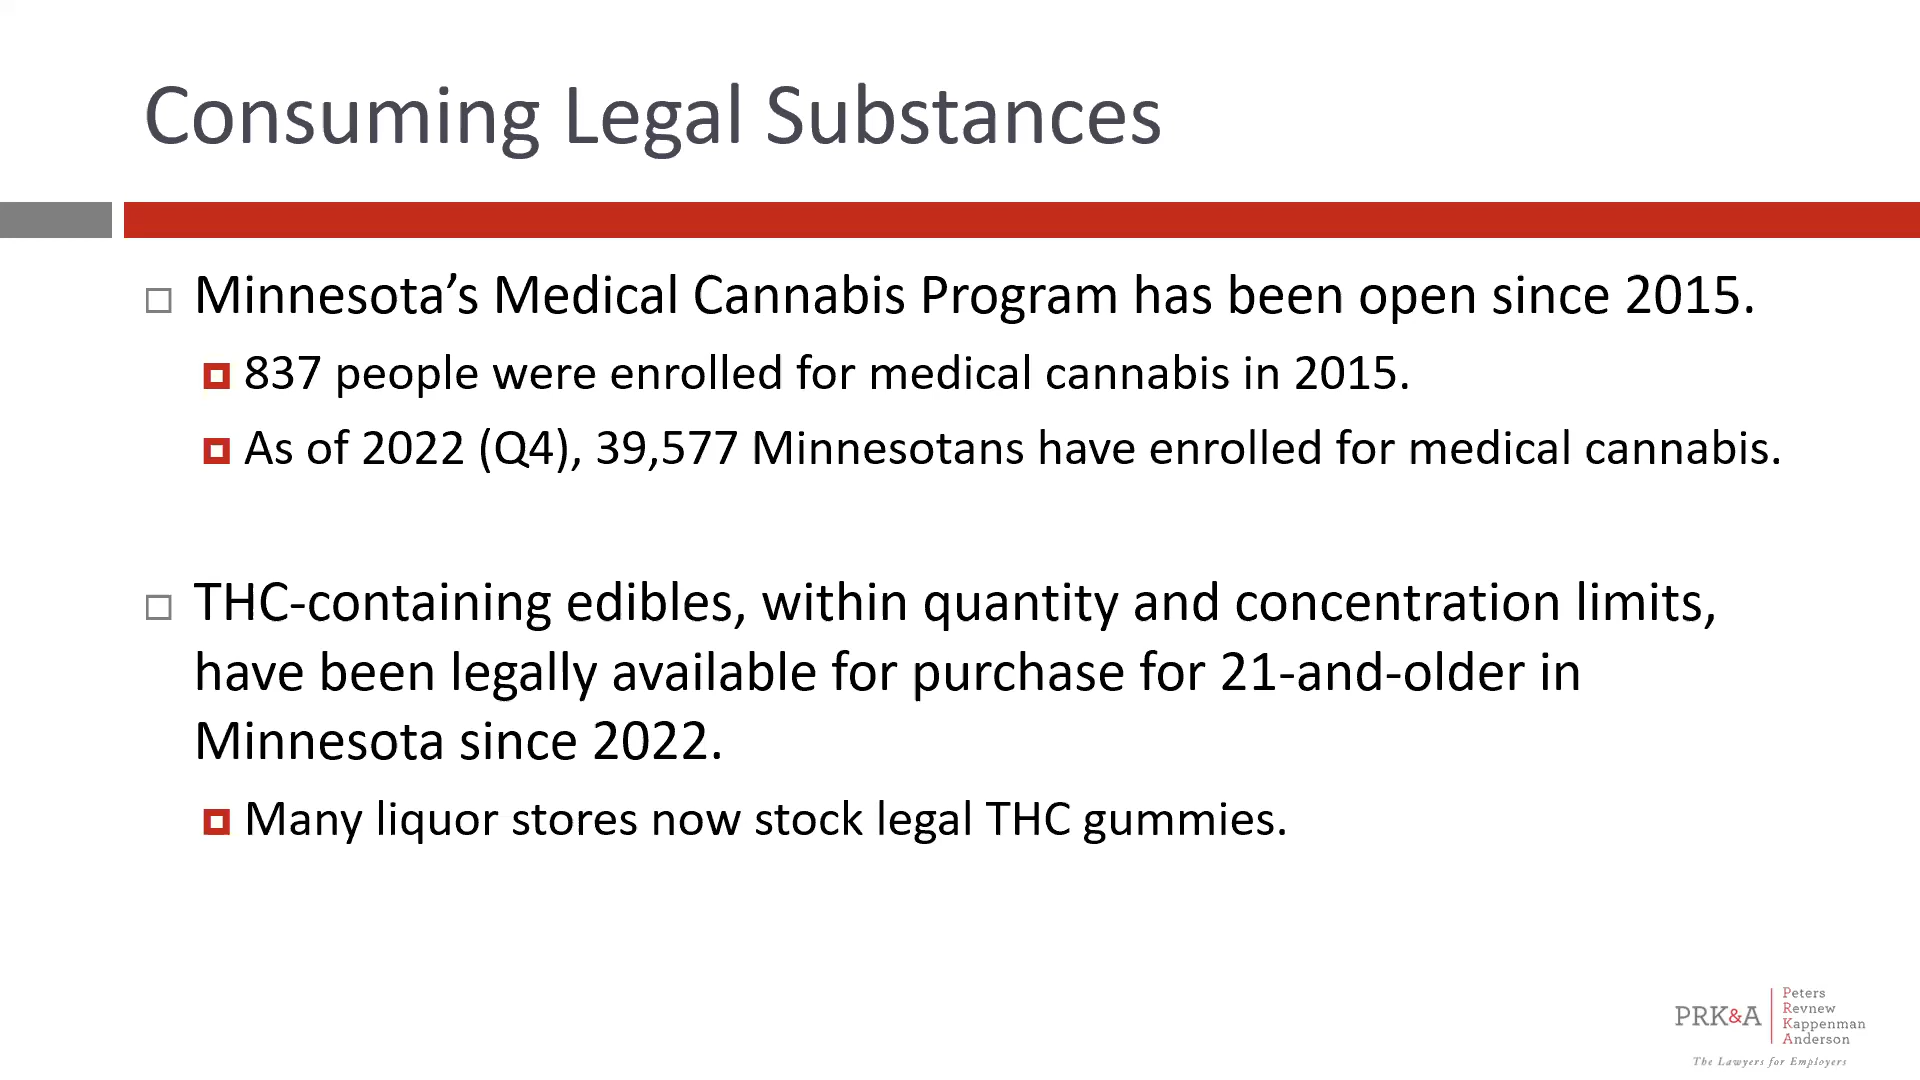 Consuming Legal Substances
Minnesota’s Medical Cannabis Program has been open since 2015.
837 people were enrolled for medical cannabis in 2015.
As of 2022 (Q4), 39,577 Minnesotans have enrolled for medical cannabis.
THC-containing edibles, within quantity and concentration limits,
have been legally available for purchase for 21-and-older in
Minnesota since 2022.
Many liquor stores now stock legal THC gummies.
PRK&A
Peters
Revnew
Kappenman
Anderson
The Lawyers for Employers